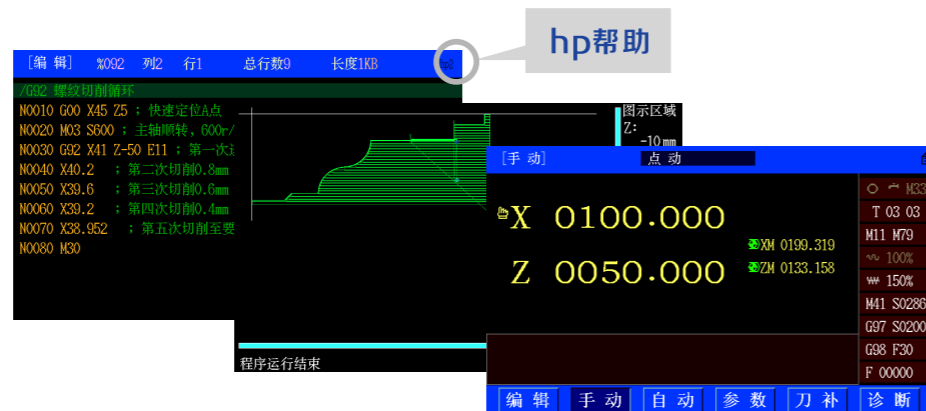 hp帮助
[编 辑] %092 列2 行1 总行数9 长度1KB
/G92 螺纹切削循环
N0010 G00 X45 Z5 ; 快速定位A点
N0020 M03 S600 ; 主轴顺转, 600r/
N0030 G92 X41 Z-50 E11 ; 第一次
N0040 X40.2 ; 第二次切削0.8mm
N0050 X39.6 ; 第三次切削0.6mm
N0060 X39.2 ; 第四次切削0.4mm
N0070 X38.952 ; 第五次切削至要
N0080 M30
图示区域
Z:
-10mm
程序运行结束
[手 动] 点 动
X 0100.000
XM 0199.319
Z 0050.000
ZM 0133.158
M33
T 03 03
M11 M79
100%
150%
M41 S0286
G97 S0200
G98 F30
F 00000
编 辑 手 动 自 动 参 数 刀 补 诊 断